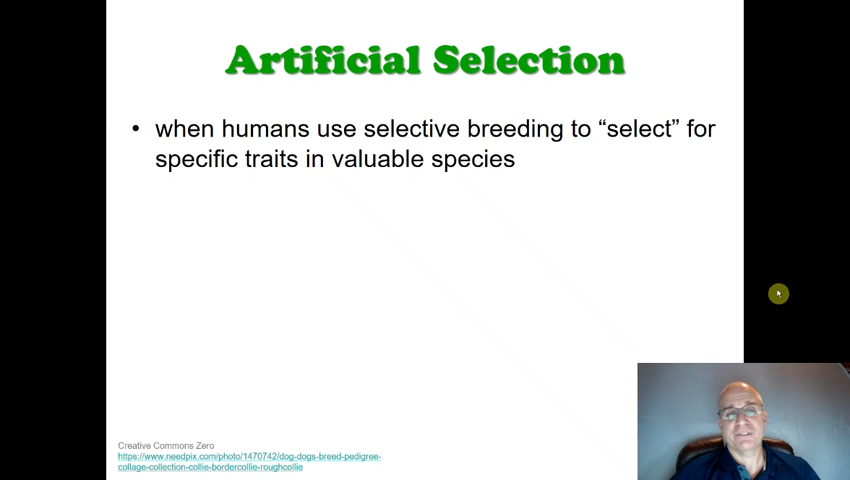 Artificial Selection
• when humans use selective breeding to “select” for
specific traits in valuable species
Creative Commons Zero
https://www.needpix.com/photo/1470742/dog-dogs-breed-pedigree-
collage-collection-collie-bordercollie-roughcollie